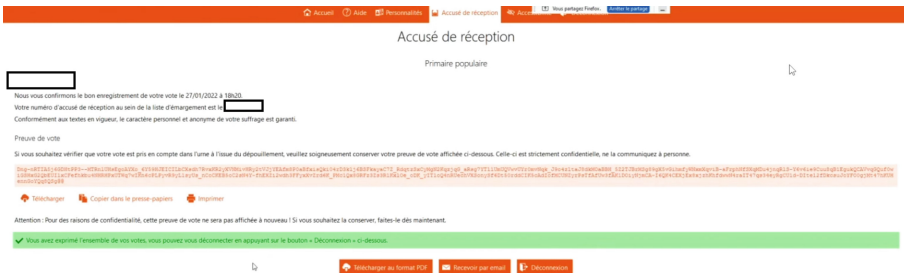 Accueil Aide Personnalités Accusé de réception Vous partagez Firefox. Arrêter le partage
Accusé de réception
Primaire populaire
Nous vous confirmons le bon enregistrement de votre vote le 27/01/2022 à 18h20.
Votre numéro d'accusé de réception au sein de la liste d'émargement est le
Conformément aux textes en vigueur, le caractère personnel et anonyme de votre suffrage est garanti.
Preuve de vote
Si vous souhaitez vérifier que votre vote est pris en compte dans l'urne à l'issue du dépouillement, veuillez soigneusement conserver votre preuve de vote affichée ci-dessous. Celle-ci est strictement confidentielle, ne la communiquez à personne.
Télécharger Copier dans le presse-papiers Imprimer
Attention : Pour des raisons de confidentialité, cette preuve de vote ne sera pas affichée à nouveau ! Si vous souhaitez la conserver, faites-le dès maintenant.
Vous avez exprimé l'ensemble de vos votes, vous pouvez vous déconnecter en appuyant sur le bouton « Déconnexion » ci-dessous.
Télécharger au format PDF Recevoir par email Déconnexion